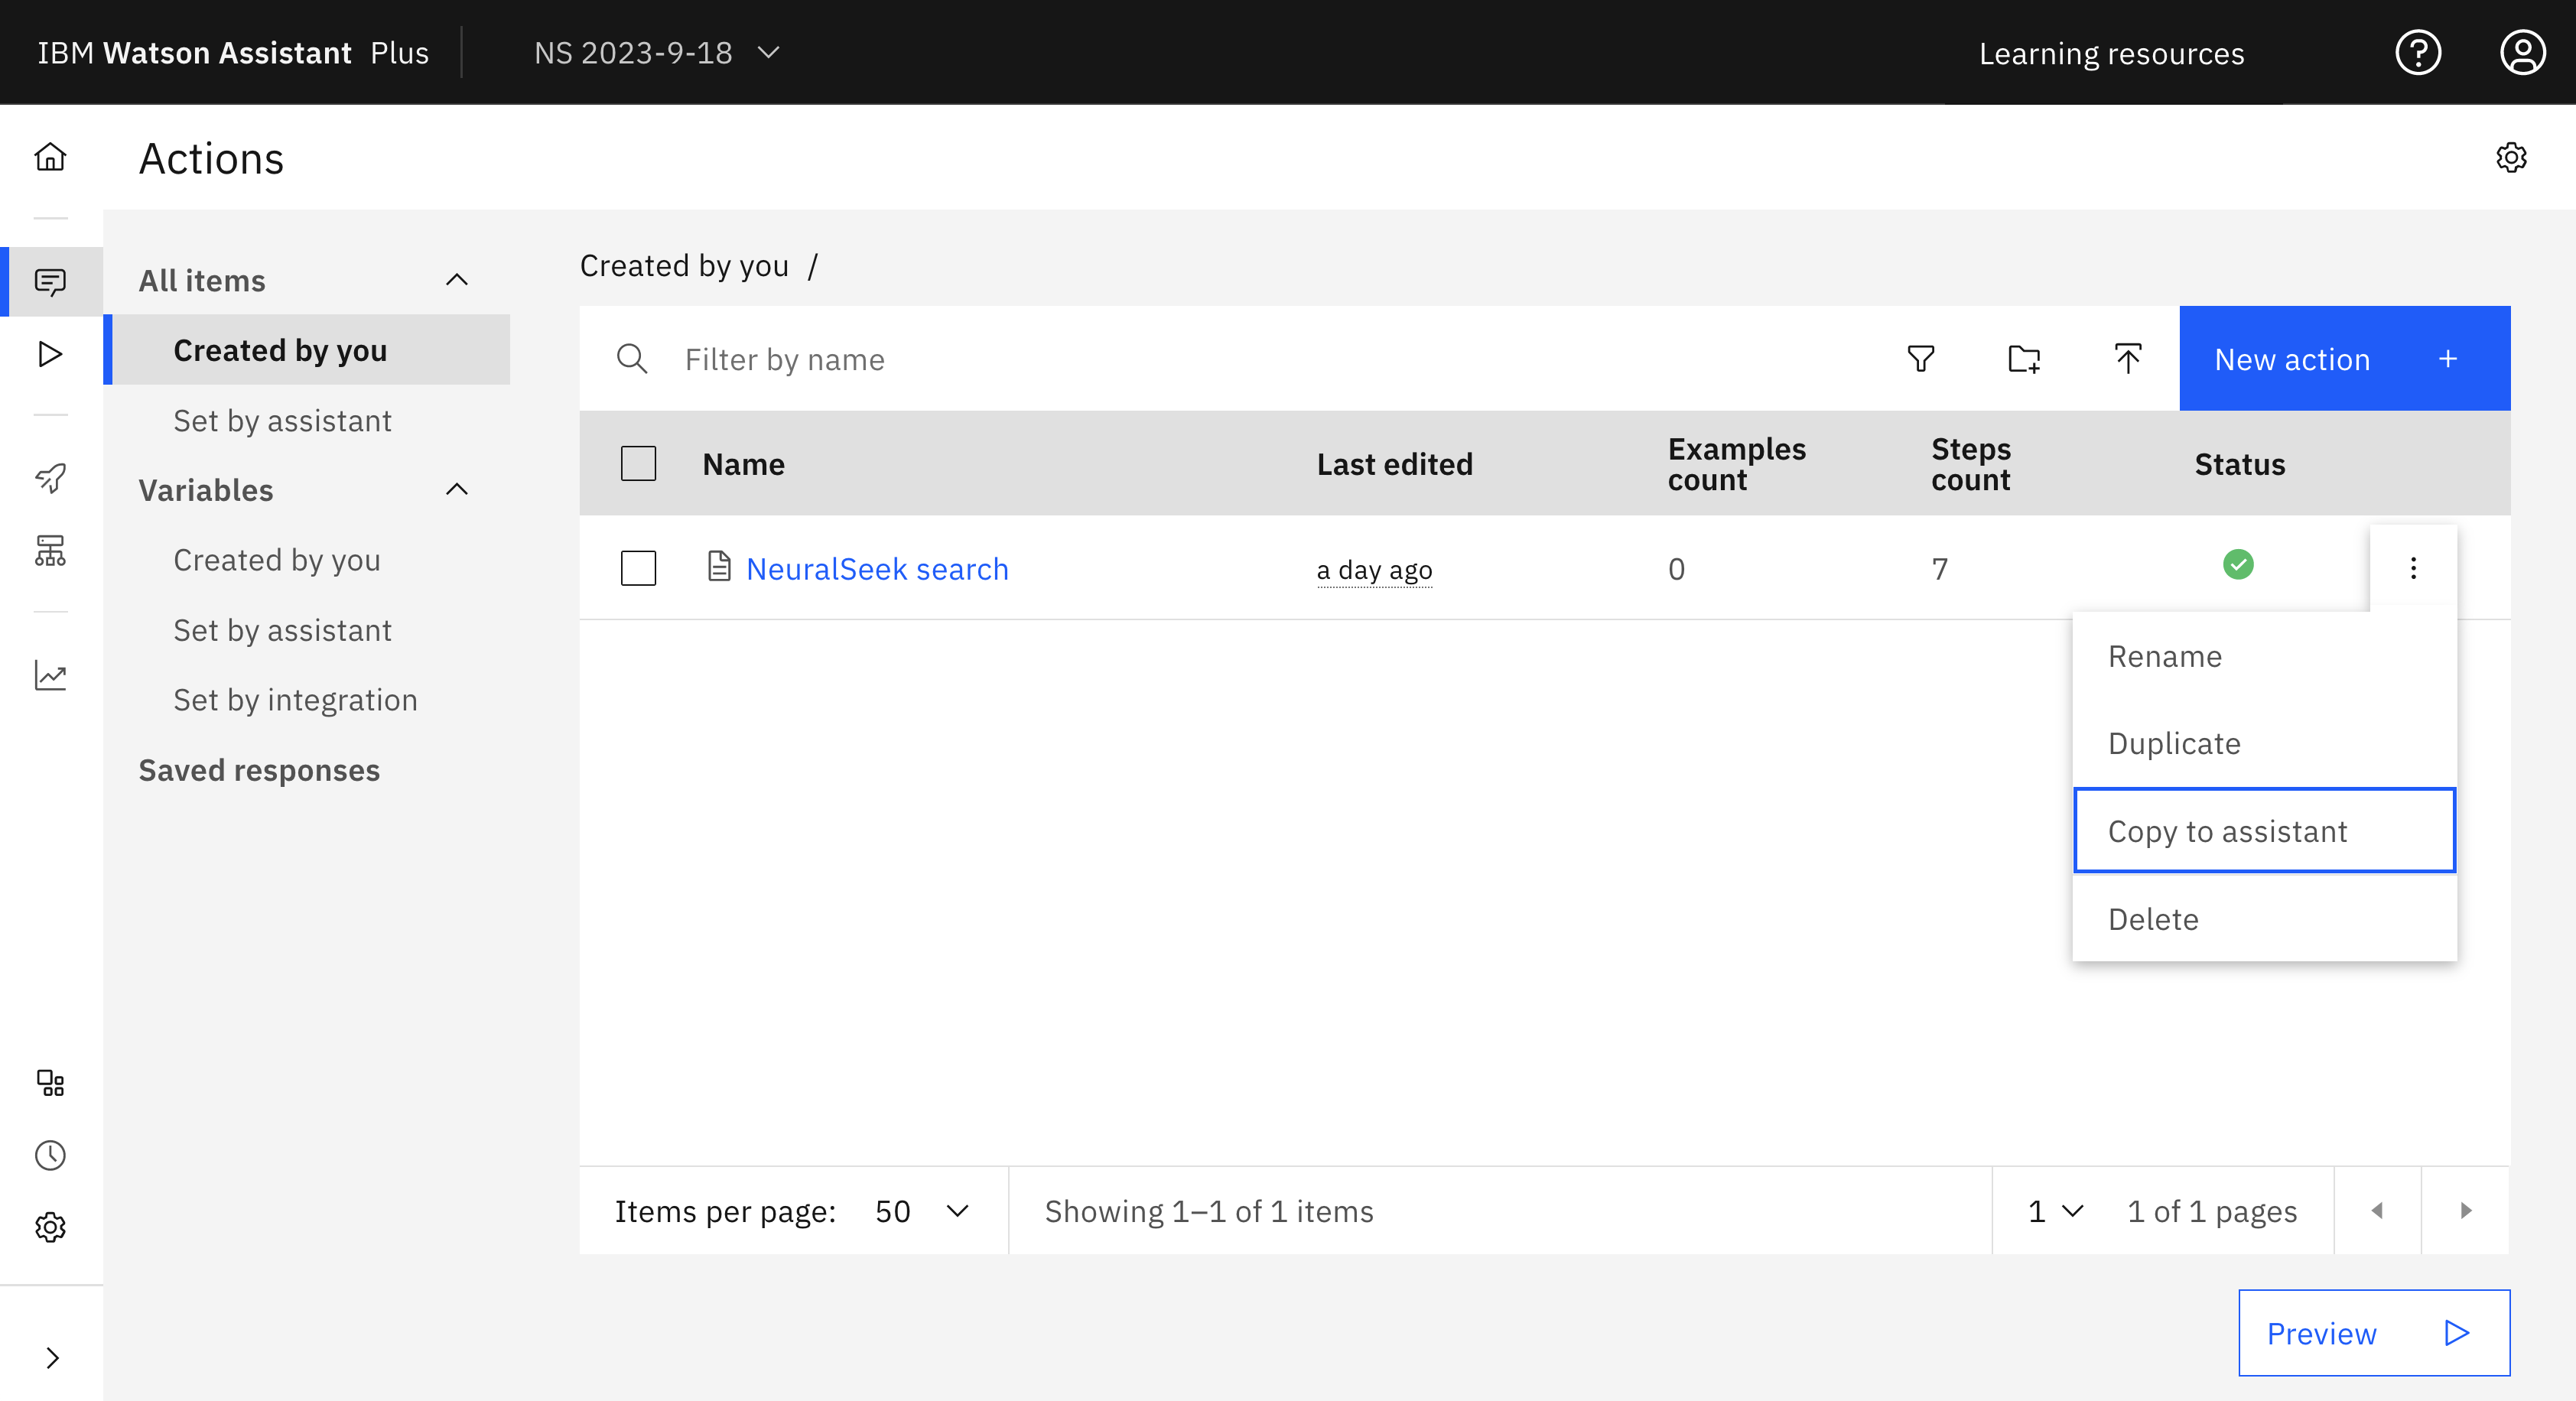 IBM Watson Assistant Plus
NS 2023-9-18
Learning resources
Actions
All items
Created by you
Set by assistant
Variables
Created by you
Set by assistant
Set by integration
Saved responses
Created by you /
Filter by name
New action +
Name
Last edited
Examples count
Steps count
Status
NeuralSeek search
a day ago
0
7
Rename
Duplicate
Copy to assistant
Delete
Items per page: 50
Showing 1–1 of 1 items
1
1 of 1 pages
Preview